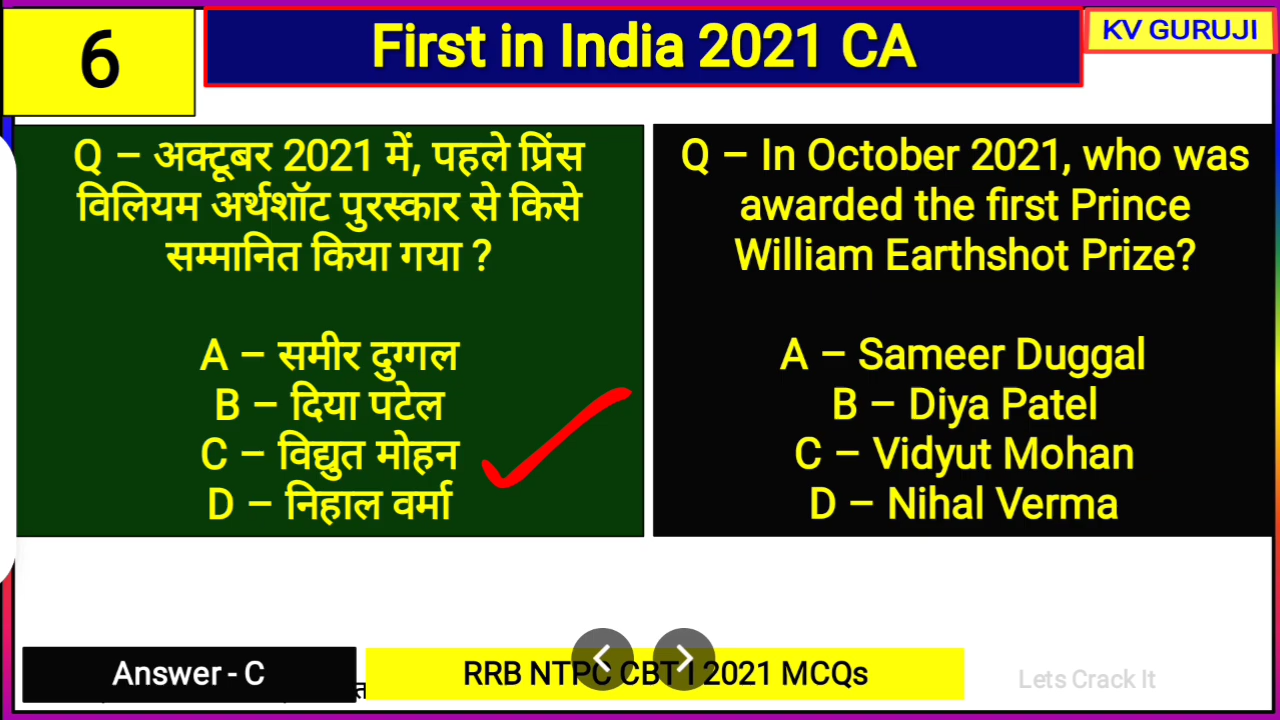 6
First in India 2021 CA
KV GURUJI
Q – अक्टूबर 2021 में, पहले प्रिंस
विलियम अर्थशॉट पुरस्कार से किसे
सम्मानित किया गया ?
A – समीर दुग्गल
B – दिया पटेल
C – विद्युत मोहन
D – निहाल वर्मा
Q – In October 2021, who was
awarded the first Prince
William Earthshot Prize?
A – Sameer Duggal
B – Diya Patel
C – Vidyut Mohan
D – Nihal Verma
Answer - C
RRB NTPC CBT 1 2021 MCQs
Lets Crack It